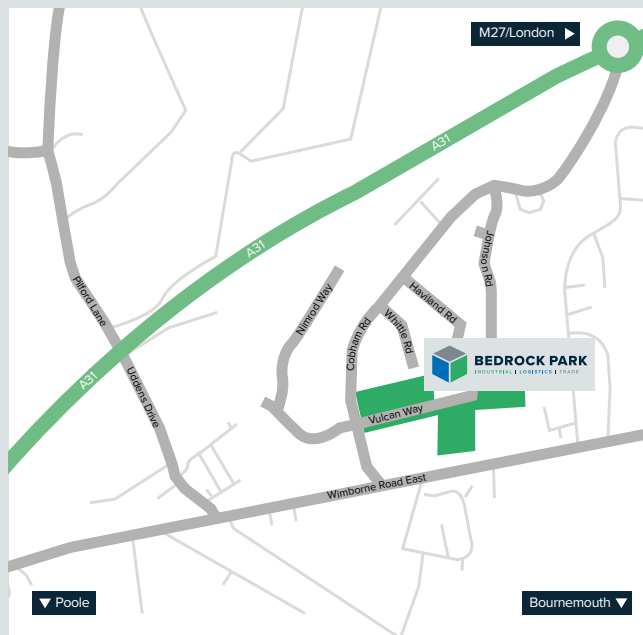 M27/London ▶
A31
A31
A31
Pilford Lane
Uddens Drive
Nimrod Way
Cobham Rd
Whittle Rd
Haviland Rd
Johnso n Rd
BEDROCK PARK
INDUSTRIAL | LOGISTICS | TRADE
Vulcan Way
Wimborne Road East
▼ Poole
Bournemouth ▼